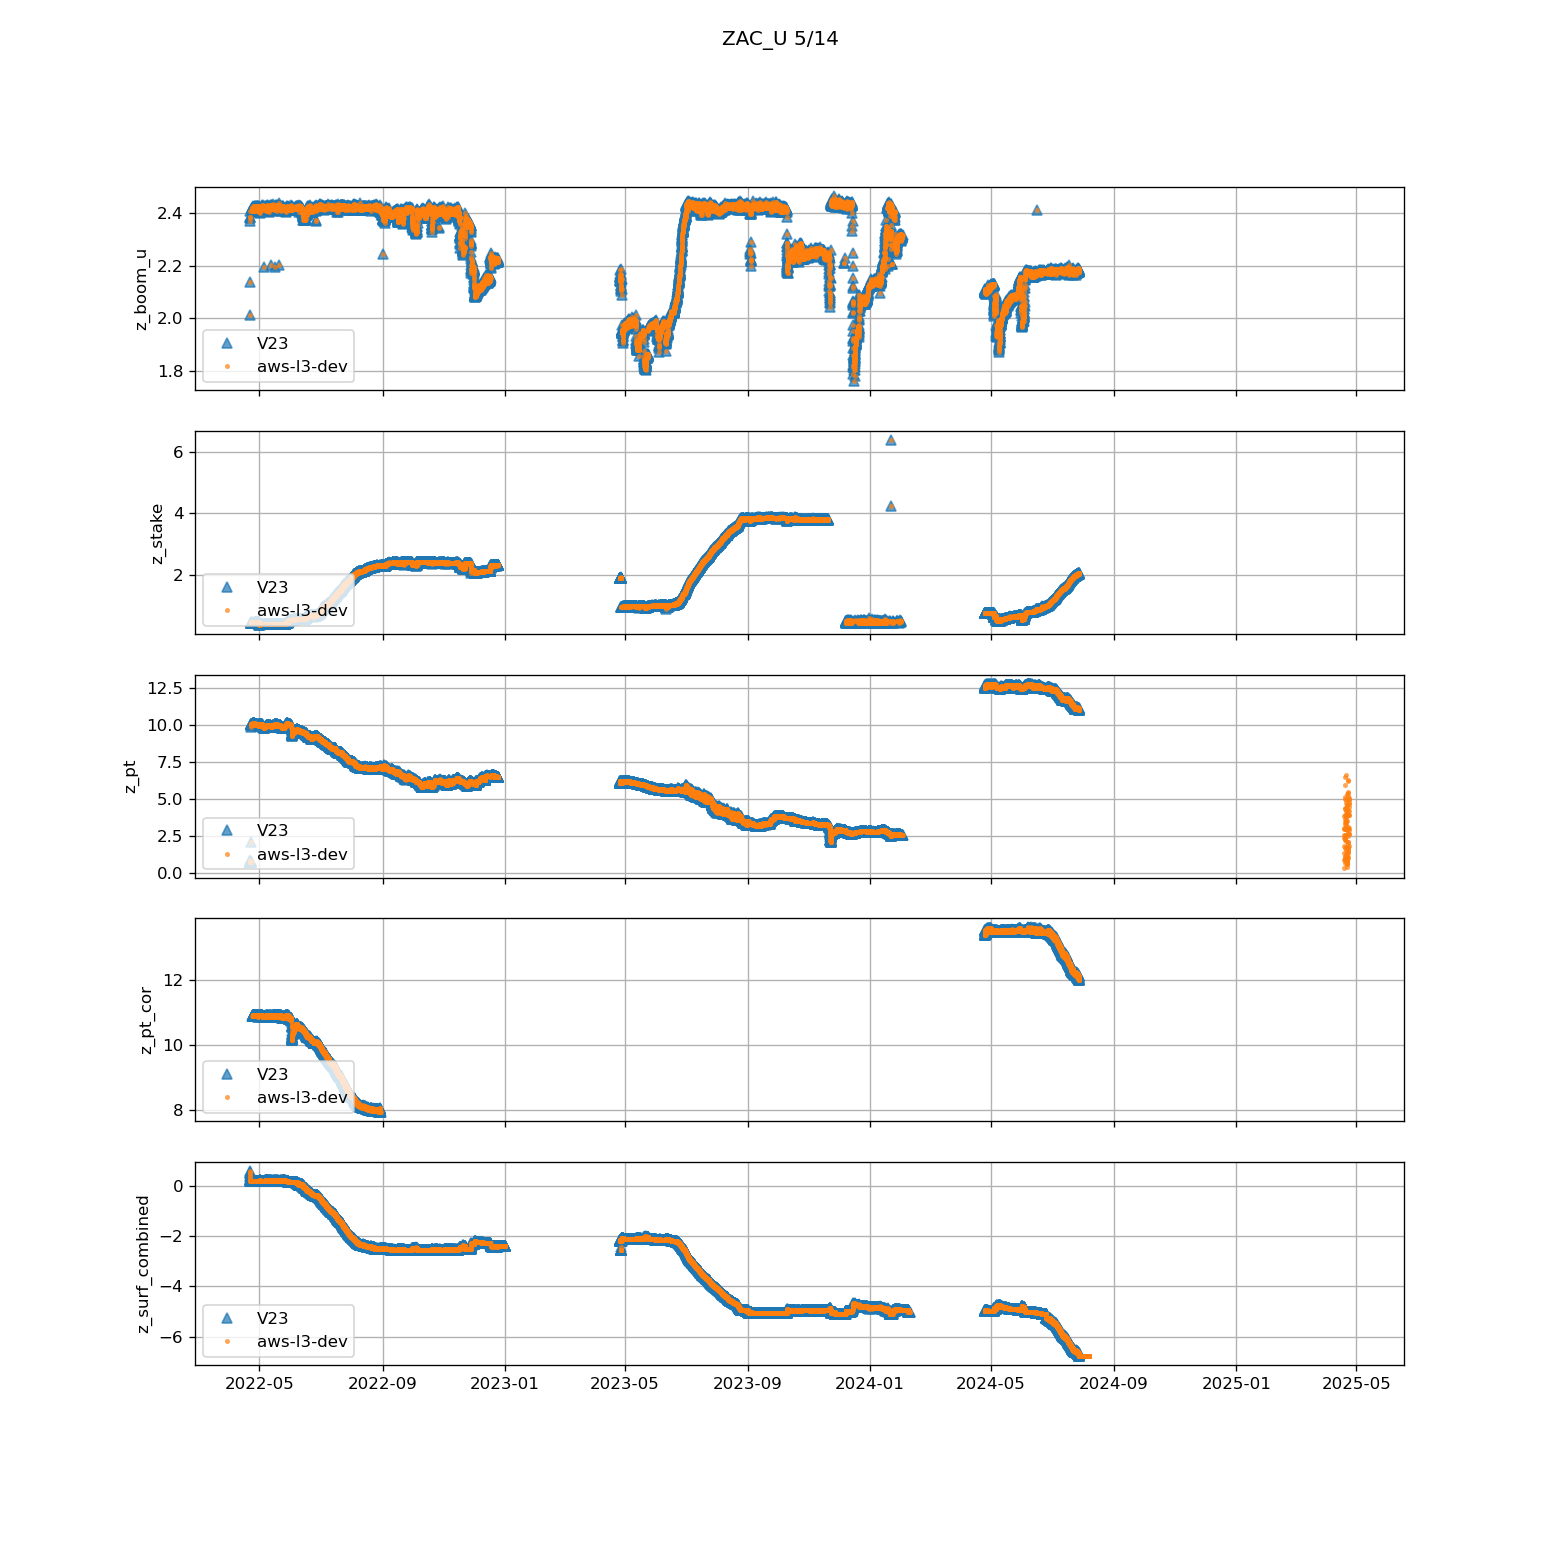 ZAC_U 5/14
z_boom_u
2.4
2.2
2.0
1.8
V23
aws-l3-dev
z_stake
6
4
2
V23
aws-l3-dev
z_pt
12.5
10.0
7.5
5.0
2.5
0.0
V23
aws-l3-dev
z_pt_cor
12
10
8
V23
aws-l3-dev
z_surf_combined
0
−2
−4
−6
V23
aws-l3-dev
2022-05 2022-09 2023-01 2023-05 2023-09 2024-01 2024-05 2024-09 2025-01 2025-05